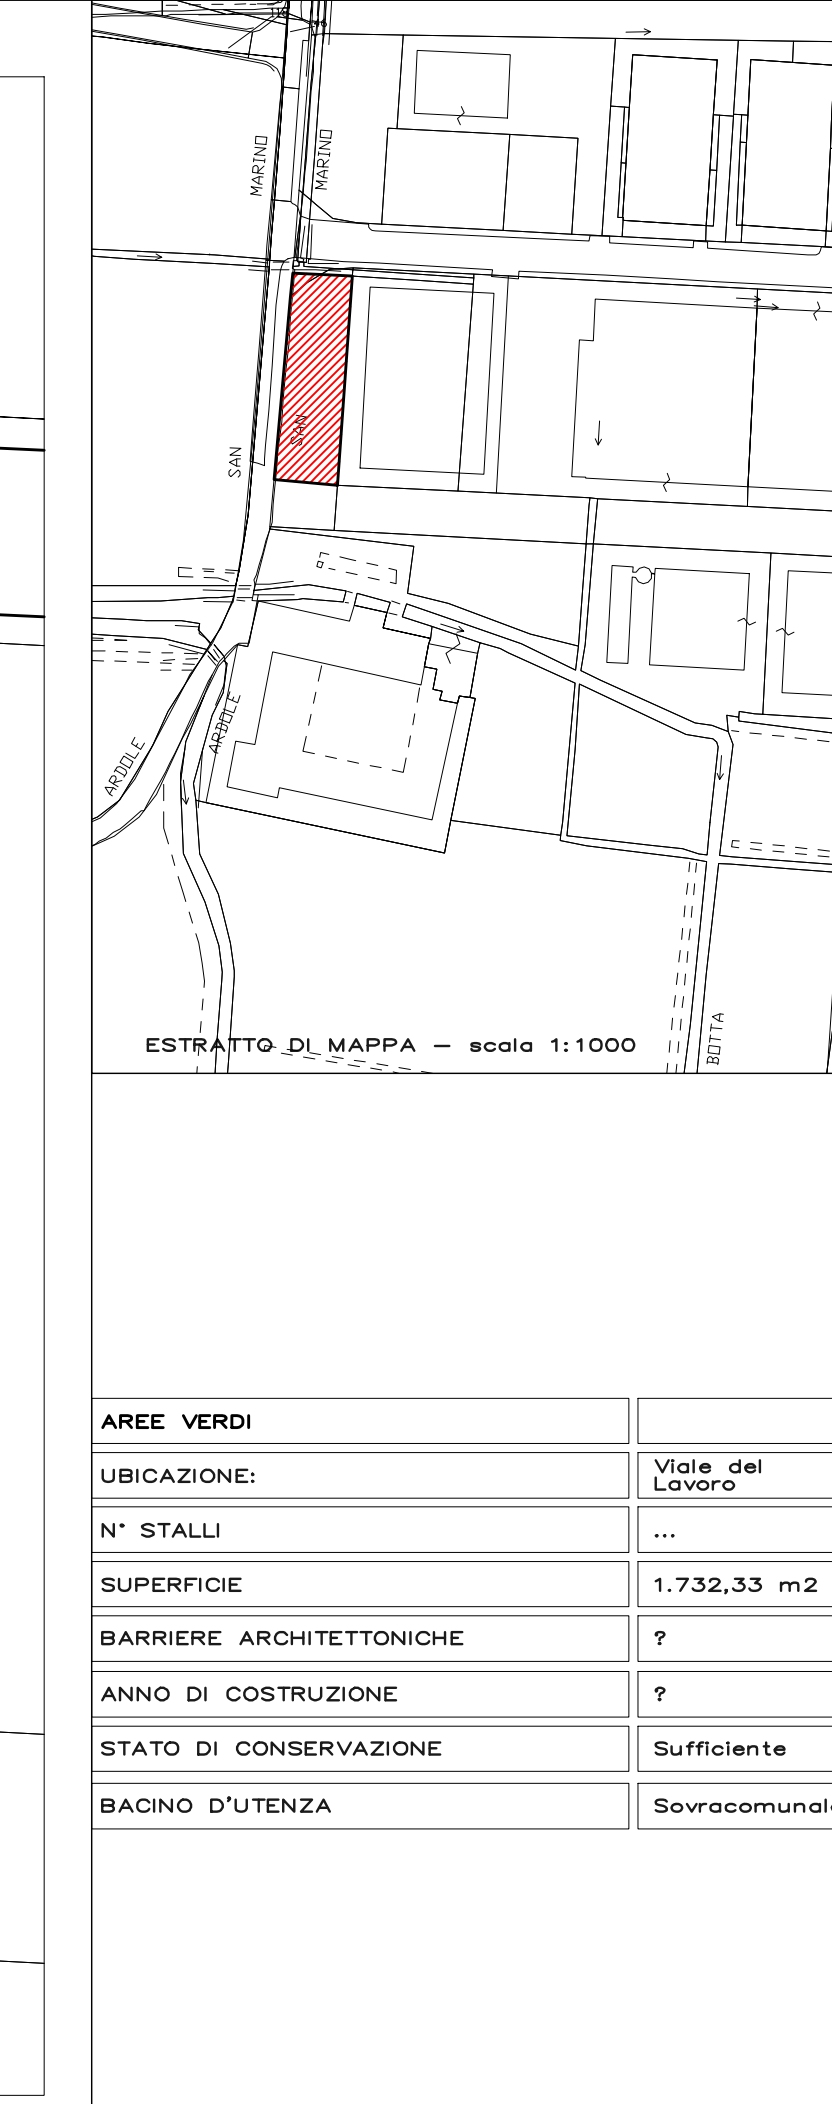 MARINO
MARINO
SAN
SAN
ARDOLE
ARDOLE
BOTTA
ESTRATTO DI MAPPA - scala 1:1000
AREE VERDI
UBICAZIONE: Viale del
Lavoro
N° STALLI ...
SUPERFICIE 1.732,33 m2
BARRIERE ARCHITETTONICHE ?
ANNO DI COSTRUZIONE ?
STATO DI CONSERVAZIONE Sufficiente
BACINO D'UTENZA Sovracomunal